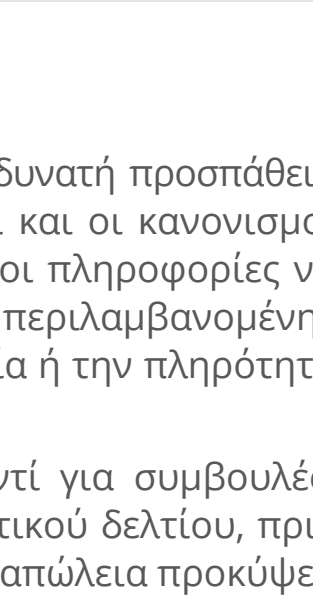 δυνατή προσπάθει
και οι κανονισμο
οι πληροφορίες ν
περιλαμβανομένη
ία ή την πληρότητ
ντί για συμβουλές
τικού δελτίου, πρι
απώλεια προκύψε